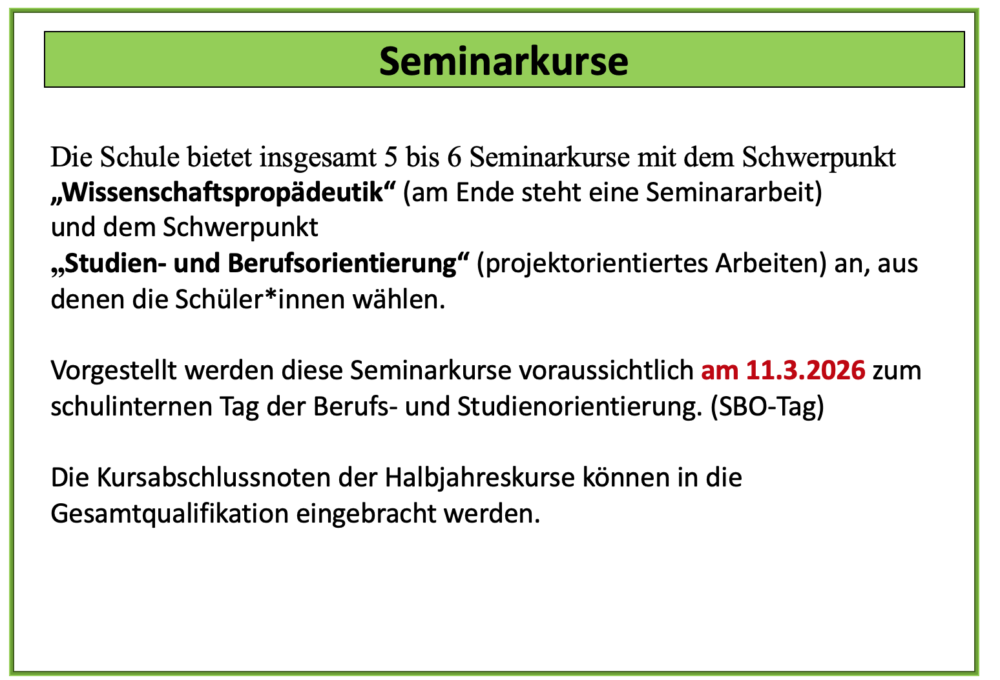 Seminarkurse
Die Schule bietet insgesamt 5 bis 6 Seminarkurse mit dem Schwerpunkt
„Wissenschaftspropädeutik“ (am Ende steht eine Seminararbeit)
und dem Schwerpunkt
„Studien- und Berufsorientierung“ (projektorientiertes Arbeiten) an, aus
denen die Schüler*innen wählen.
Vorgestellt werden diese Seminarkurse voraussichtlich am 11.3.2026 zum
schulinternen Tag der Berufs- und Studienorientierung. (SBO-Tag)
Die Kursabschlussnoten der Halbjahreskurse können in die
Gesamtqualifikation eingebracht werden.